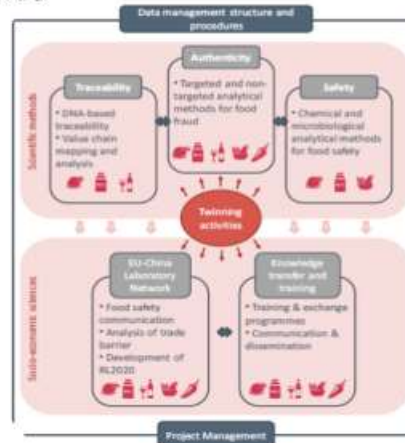 Data management structure and
procedures
Scientific methods
Authenticity
• Targeted and non-
targeted analytical
methods for food
fraud
Traceability
• DNA-based
traceability
• Value chain
mapping and
analysis
Safety
• Chemical and
microbiological
analytical methods
for food safety
Twinning
activities
Socio-economic sciences
EU-China
Laboratory
Network
• Food safety
communication
• Analysis of trade
barrier
• Development of
RL2020
Knowledge
transfer and
training
• Training & exchange
programmes
• Communication &
dissemination
Project Management